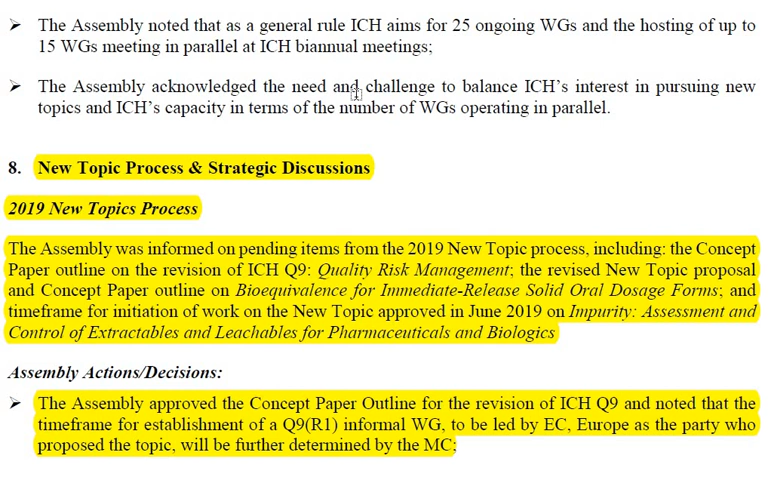 ➢ The Assembly noted that as a general rule ICH aims for 25 ongoing WGs and the hosting of up to
15 WGs meeting in parallel at ICH biannual meetings;
➢ The Assembly acknowledged the need and challenge to balance ICH’s interest in pursuing new
topics and ICH’s capacity in terms of the number of WGs operating in parallel.
8. New Topic Process & Strategic Discussions
2019 New Topics Process
The Assembly was informed on pending items from the 2019 New Topic process, including: the Concept
Paper outline on the revision of ICH Q9: Quality Risk Management; the revised New Topic proposal
and Concept Paper outline on Bioequivalence for Immediate-Release Solid Oral Dosage Forms; and
timeframe for initiation of work on the New Topic approved in June 2019 on Impurity: Assessment and
Control of Extractables and Leachables for Pharmaceuticals and Biologics
Assembly Actions/Decisions:
➢ The Assembly approved the Concept Paper Outline for the revision of ICH Q9 and noted that the
timeframe for establishment of a Q9(R1) informal WG, to be led by EC, Europe as the party who
proposed the topic, will be further determined by the MC;